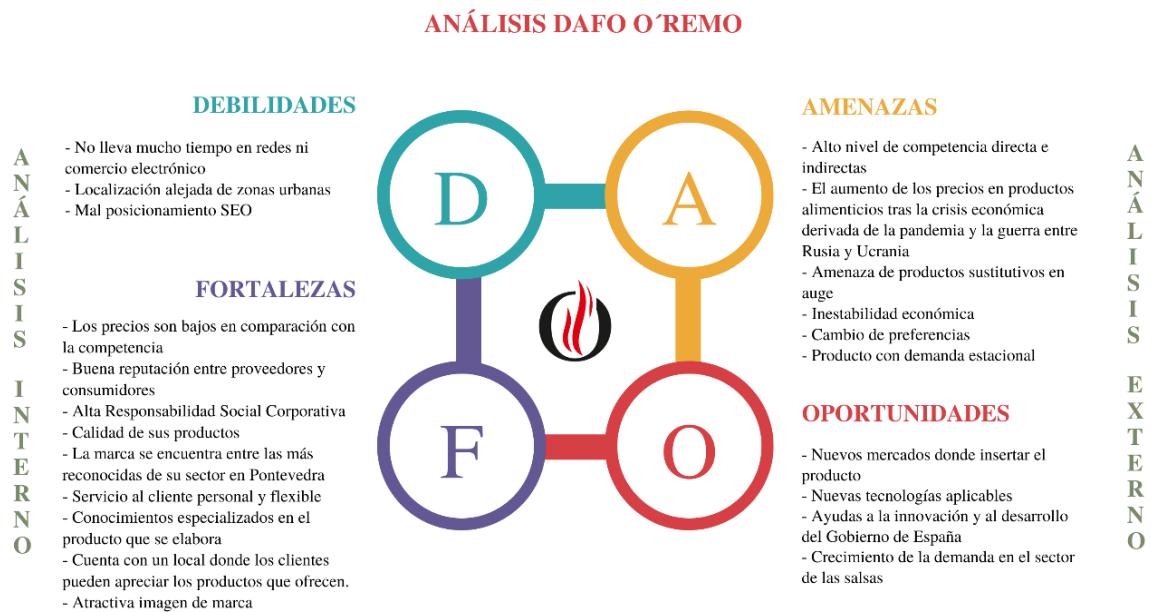 ANÁLISIS DAFO O´REMO
ANÁLISIS INTERNO
DEBILIDADES
- No lleva mucho tiempo en redes ni
comercio electrónico
- Localización alejada de zonas urbanas
- Mal posicionamiento SEO
FORTALEZAS
- Los precios son bajos en comparación con
la competencia
- Buena reputación entre proveedores y
consumidores
- Alta Responsabilidad Social Corporativa
- Calidad de sus productos
- La marca se encuentra entre las más
reconocidas de su sector en Pontevedra
- Servicio al cliente personal y flexible
- Conocimientos especializados en el
producto que se elabora
- Cuenta con un local donde los clientes
pueden apreciar los productos que ofrecen.
- Atractiva imagen de marca
D
A
F
O
AMENAZAS
- Alto nivel de competencia directa e
indirectas
- El aumento de los precios en productos
alimenticios tras la crisis económica
derivada de la pandemia y la guerra entre
Rusia y Ucrania
- Amenaza de productos sustitutivos en
auge
- Inestabilidad económica
- Cambio de preferencias
- Producto con demanda estacional
OPORTUNIDADES
- Nuevos mercados donde insertar el
producto
- Nuevas tecnologías aplicables
- Ayudas a la innovación y al desarrollo
del Gobierno de España
- Crecimiento de la demanda en el sector
de las salsas
ANÁLISIS EXTERNO